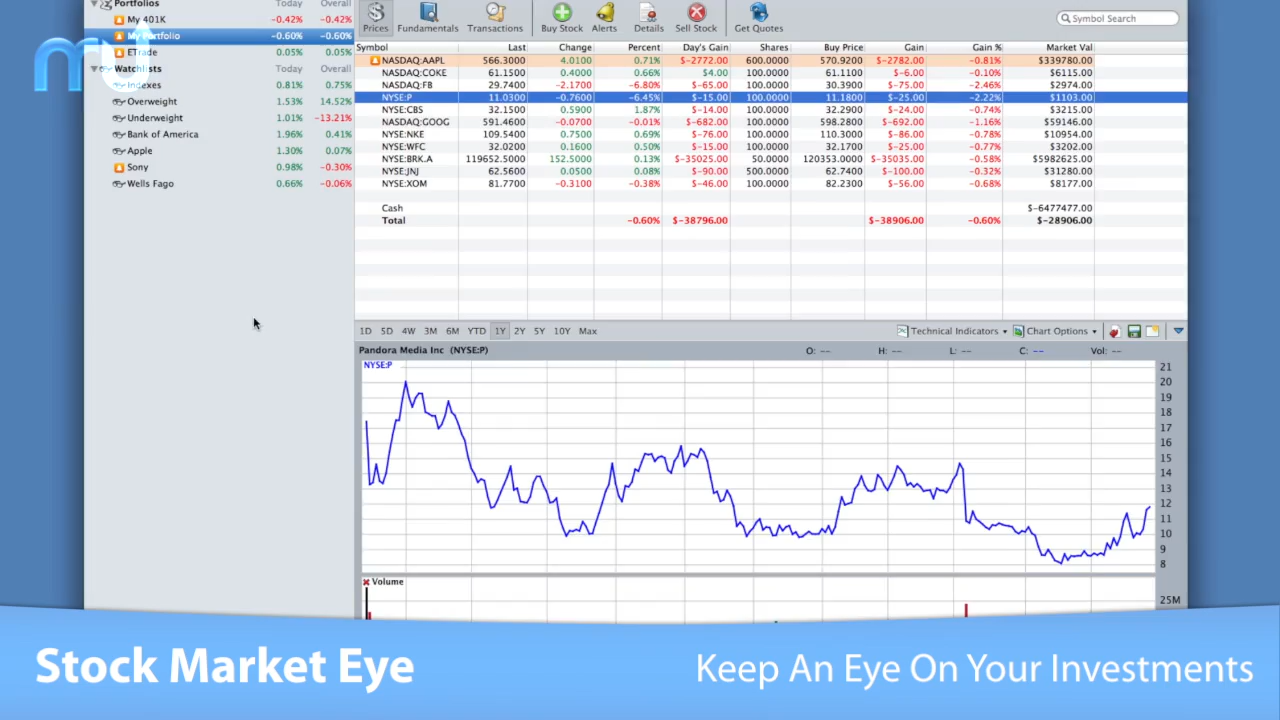 Portfolios Today Overall
My 401K -0.42% -0.42%
My Portfolio -0.60% -0.60%
ETrade 0.05% 0.05%
Watchlists Today Overall
Indexes 0.81% 0.75%
Overweight 1.53% 14.52%
Underweight 1.01% -13.21%
Bank of America 1.96% 0.41%
Apple 1.30% 0.07%
Sony 0.98% -0.30%
Wells Fago 0.66% -0.06%
mu
Prices Fundamentals Transactions Buy Stock Alerts Details Sell Stock Get Quotes
Symbol Search
Symbol Last Change Percent Day's Gain Shares Buy Price Gain Gain % Market Val
NASDAQ:AAPL 566.3000 4.0100 0.71% $-2772.00 600.0000 570.9200 $-2782.00 -0.81% $339780.00
NASDAQ:COKE 61.1500 0.4000 0.66% $4.00 100.0000 61.1100 $-6.00 -0.10% $6115.00
NASDAQ:FB 29.7400 -2.1700 -6.80% $-65.00 100.0000 30.3900 $-75.00 -2.46% $2974.00
NYSE:P 11.0300 -0.7600 -6.45% $-15.00 100.0000 11.1800 $-25.00 -2.22% $1103.00
NYSE:CBS 32.1500 0.5900 1.87% $-14.00 100.0000 32.2900 $-24.00 -0.74% $3215.00
NASDAQ:GOOG 591.4600 -0.0700 -0.01% $-682.00 100.0000 598.2800 $-692.00 -1.16% $59146.00
NYSE:NKE 109.5400 0.7500 0.69% $-76.00 100.0000 110.3000 $-86.00 -0.78% $10954.00
NYSE:WFC 32.0200 0.1600 0.50% $-15.00 100.0000 32.1700 $-25.00 -0.77% $3202.00
NYSE:BRK.A 119652.5000 152.5000 0.13% $-35025.00 50.0000 120353.0000 $-35035.00 -0.58% $5982625.00
NYSE:JNJ 62.5600 0.0500 0.08% $-90.00 500.0000 62.7400 $-100.00 -0.32% $31280.00
NYSE:XOM 81.7700 -0.3100 -0.38% $-46.00 100.0000 82.2300 $-56.00 -0.68% $8177.00
Cash $-6477477.00
Total -0.60% $-38796.00 $-38906.00 -0.60% $-28906.00
1D 5D 4W 3M 6M YTD 1Y 2Y 5Y 10Y Max Technical Indicators Chart Options
Pandora Media Inc (NYSE:P) O: -- H: -- L: -- C: -- Vol: --
NYSE:P
21
20
19
18
17
16
15
14
13
12
11
10
9
8
Volume
25M
Stock Market Eye
Keep An Eye On Your Investments